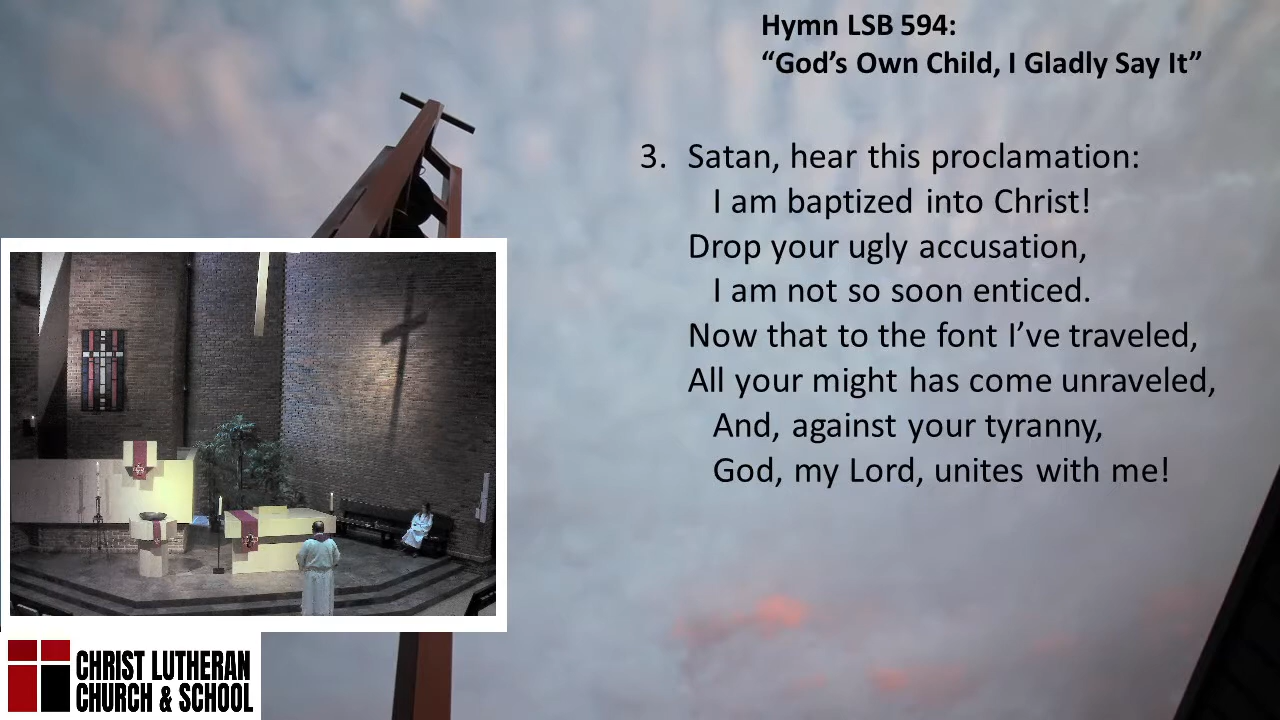 Hymn LSB 594:
“God’s Own Child, I Gladly Say It”
3. Satan, hear this proclamation:
I am baptized into Christ!
Drop your ugly accusation,
I am not so soon enticed.
Now that to the font I’ve traveled,
All your might has come unraveled,
And, against your tyranny,
God, my Lord, unites with me!
CHRIST LUTHERAN
CHURCH & SCHOOL